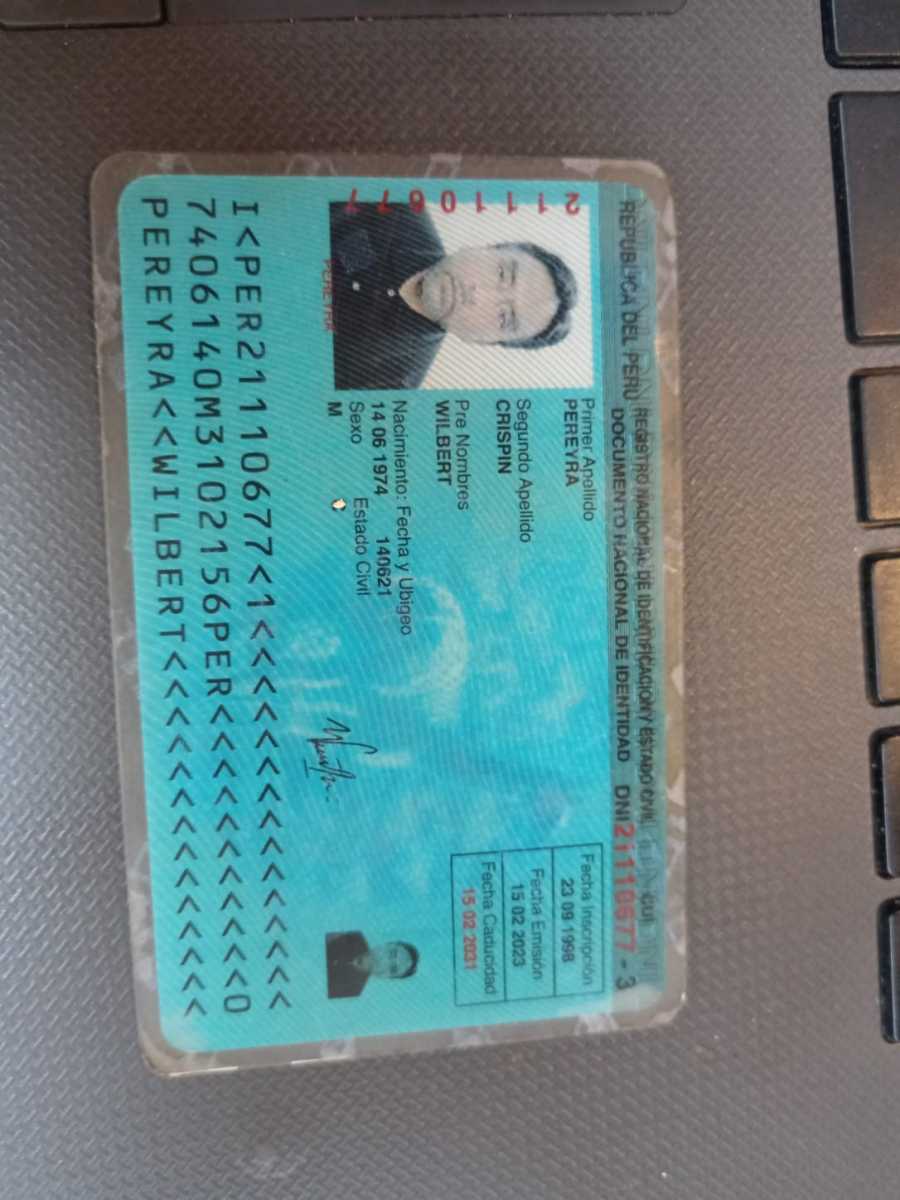 REPUBLICA DEL PERU REGISTRO NACIONAL DE IDENTIFICACION Y ESTADO CIVIL
DOCUMENTO NACIONAL DE IDENTIDAD DNI 21110677 - 3
21110677
PEREYRA
Primer Apellido
PEREYRA
Segundo Apellido
CRISPIN
Pre Nombres
WILBERT
Nacimiento: Fecha y Ubigeo
14 06 1974 140621
Sexo Estado Civil
M
Fecha Inscripción
23 09 1998
Fecha Emisión
15 02 2023
Fecha Caducidad
15 02 2031
I<PER21110677<1<<<<<<<<<<<<<<<
7406140M3102156PER<<<<<<<<<<<0
PEREYRA<<WILBERT<<<<<<<<<<<<<<